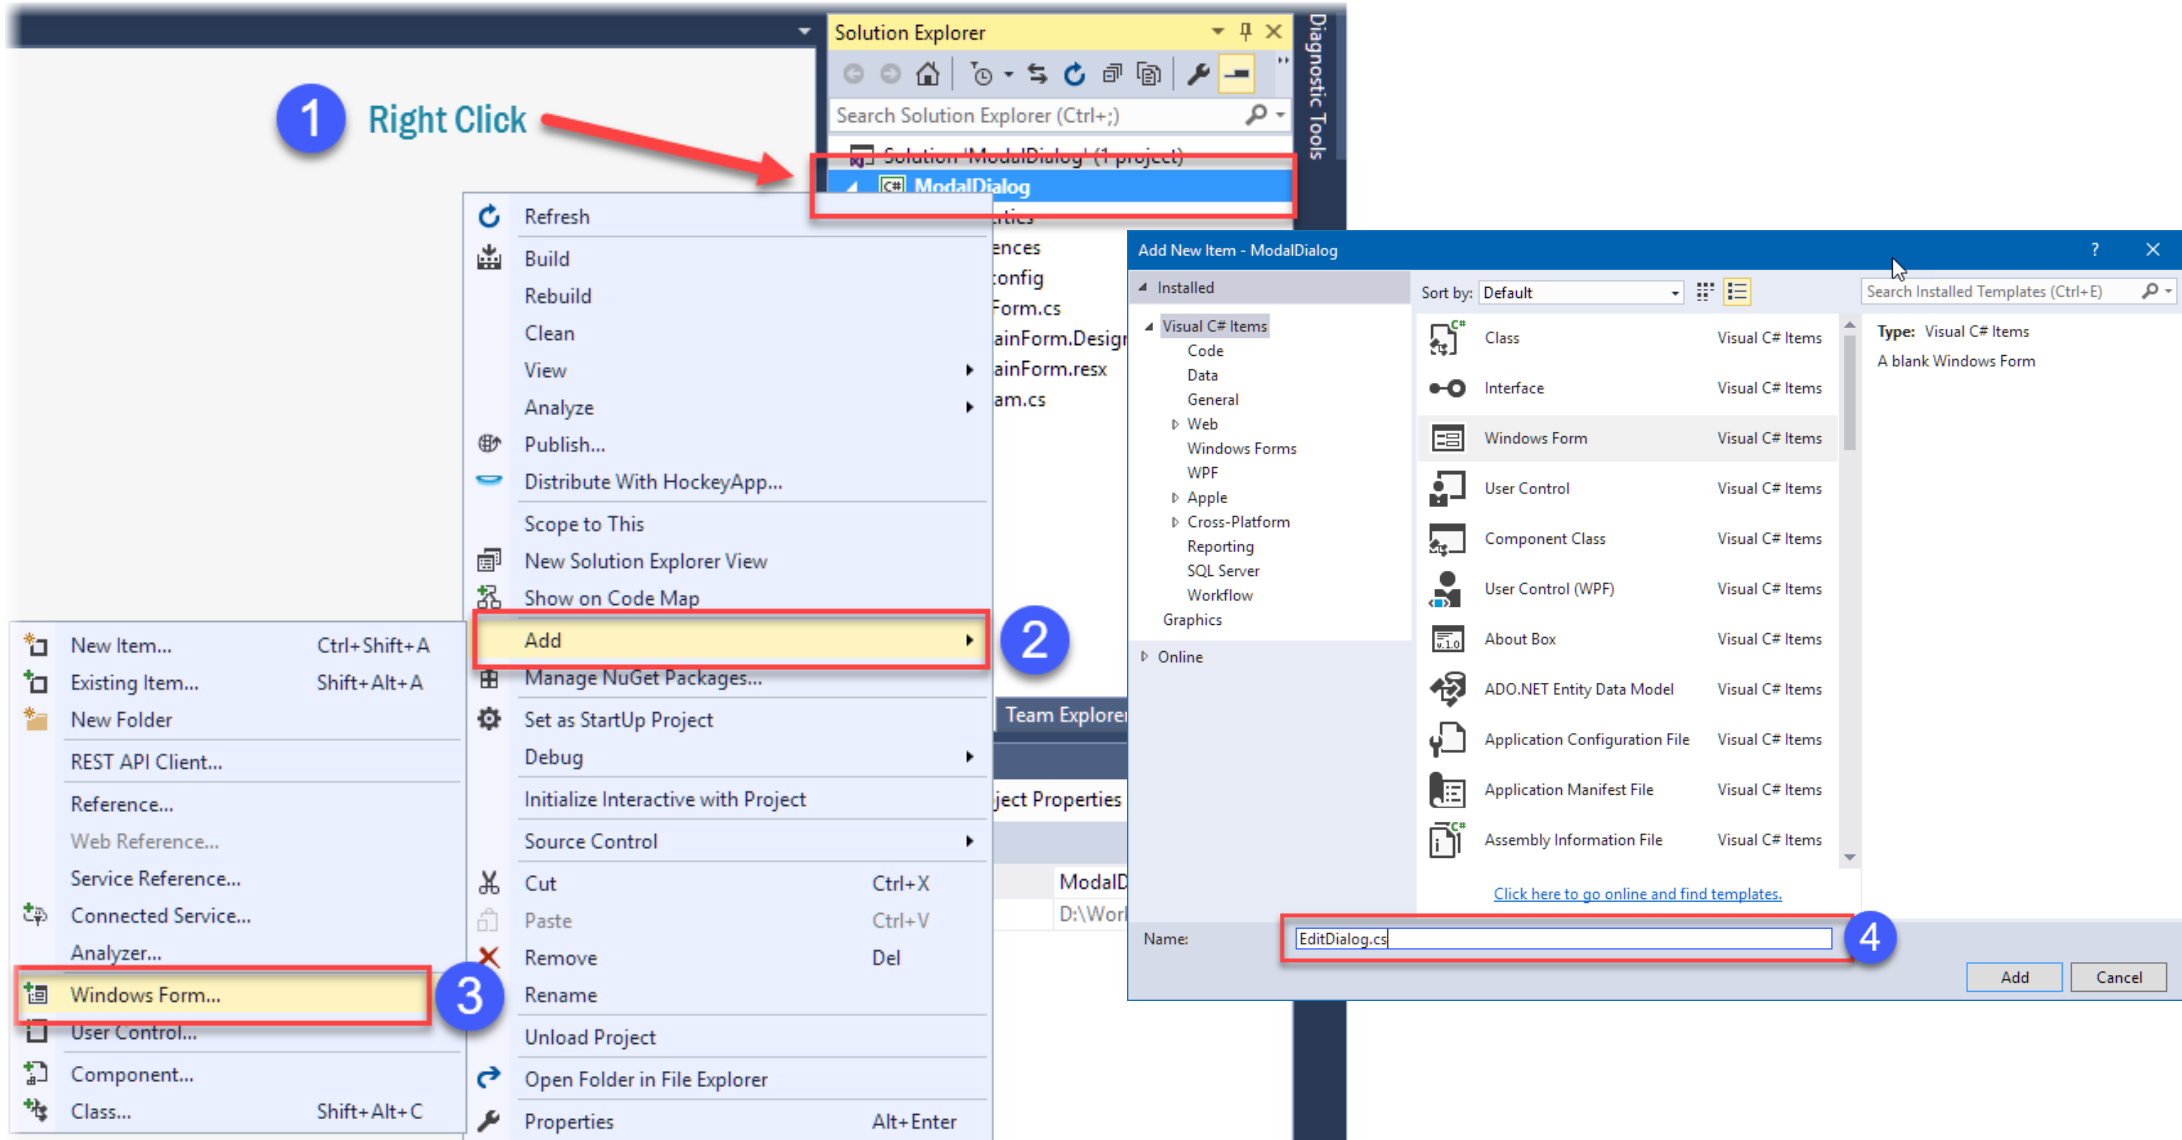 Solution Explorer
Diagnostic Tools
1 Right Click
Search Solution Explorer (Ctrl+;)
Solution 'ModalDialog' (1 project)
C# ModalDialog
ences
config
Form.cs
ainForm.Desigr
ainForm.resx
am.cs
Refresh
Build
Rebuild
Clean
View
Analyze
Publish...
Distribute With HockeyApp...
Scope to This
New Solution Explorer View
Show on Code Map
Add
2
Manage NuGet Packages...
Set as StartUp Project
Debug
Initialize Interactive with Project
Source Control
Cut Ctrl+X
Paste Ctrl+V
Remove Del
Rename
Unload Project
Open Folder in File Explorer
Properties Alt+Enter
New Item... Ctrl+Shift+A
Existing Item... Shift+Alt+A
New Folder
REST API Client...
Reference...
Web Reference...
Service Reference...
Connected Service...
Analyzer...
Windows Form...
3
User Control...
Component...
Class... Shift+Alt+C
Team Explorer
ject Properties
ModalD
D:\Worl
Add New Item - ModalDialog
?
Installed
Visual C# Items
Code
Data
General
Web
Windows Forms
WPF
Apple
Cross-Platform
Reporting
SQL Server
Workflow
Graphics
Online
Sort by: Default
Class Visual C# Items
Interface Visual C# Items
Windows Form Visual C# Items
User Control Visual C# Items
Component Class Visual C# Items
User Control (WPF) Visual C# Items
About Box Visual C# Items
ADO.NET Entity Data Model Visual C# Items
Application Configuration File Visual C# Items
Application Manifest File Visual C# Items
Assembly Information File Visual C# Items
Click here to go online and find templates.
Search Installed Templates (Ctrl+E)
Type: Visual C# Items
A blank Windows Form
Name: EditDialog.cs
4
Add Cancel